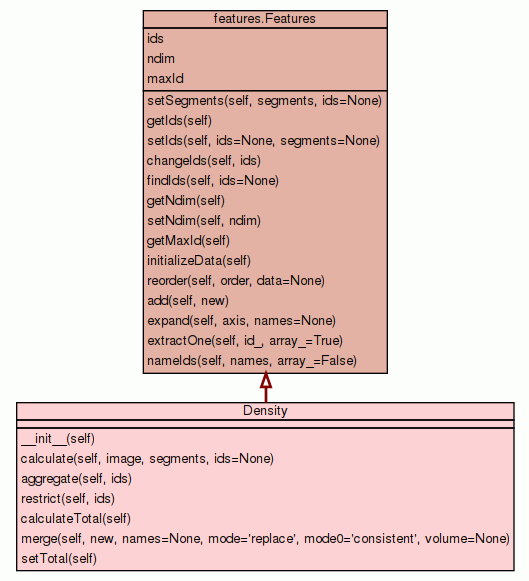 features.Features
ids
ndim
maxId
setSegments(self, segments, ids=None)
getIds(self)
setIds(self, ids=None, segments=None)
changeIds(self, ids)
findIds(self, ids=None)
getNdim(self)
setNdim(self, ndim)
getMaxId(self)
initializeData(self)
reorder(self, order, data=None)
add(self, new)
expand(self, axis, names=None)
extractOne(self, id_, array_=True)
nameIds(self, names, array_=False)
Density
__init__(self)
calculate(self, image, segments, ids=None)
aggregate(self, ids)
restrict(self, ids)
calculateTotal(self)
merge(self, new, names=None, mode='replace', mode0='consistent', volume=None)
setTotal(self)